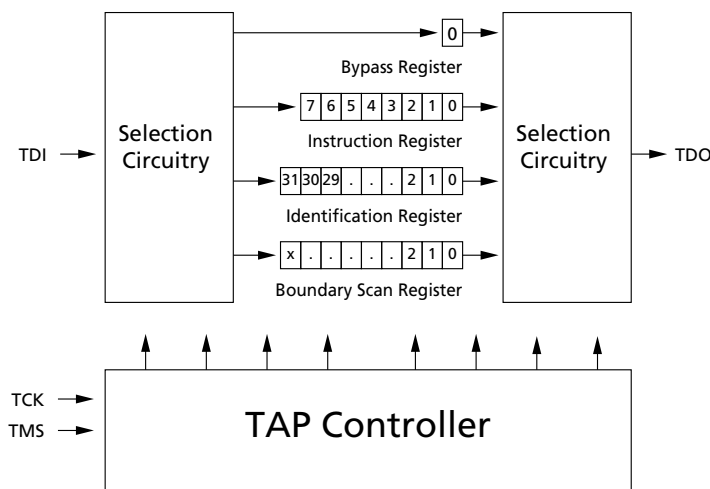 0
Bypass Register
7 6 5 4 3 2 1 0
Instruction Register
Selection
Circuitry
Selection
Circuitry
TDI
TDO
31 30 29 . . . 2 1 0
Identification Register
x . . . . . 2 1 0
Boundary Scan Register
TCK
TMS
TAP Controller